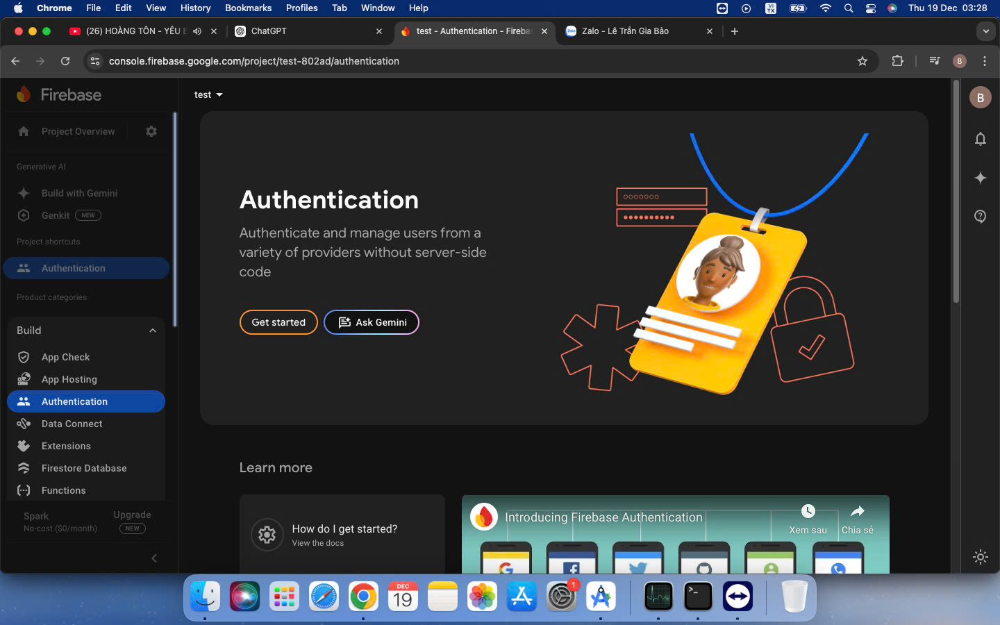 Chrome File Edit View History Bookmarks Profiles Tab Window Help VI TX Thu 19 Dec 03:28
(26) HOÀNG TÔN - YÊU E ChatGPT test - Authentication - Fireba Zalo Zalo - Lê Trần Gia Bảo
console.firebase.google.com/project/test-802ad/authentication B
Firebase
test
B
Project Overview
Generative AI
Build with Gemini
Genkit NEW
Project shortcuts
Authentication
Product categories
Build
App Check
App Hosting
Authentication
Data Connect
Extensions
Firestore Database
Functions
Spark Upgrade
No-cost ($0/month) NEW
Authentication
Authenticate and manage users from a
variety of providers without server-side
code
Get started Ask Gemini
Learn more
How do I get started?
View the docs
Introducing Firebase Authentication
Xem sau Chia sẻ
DEC
19
1